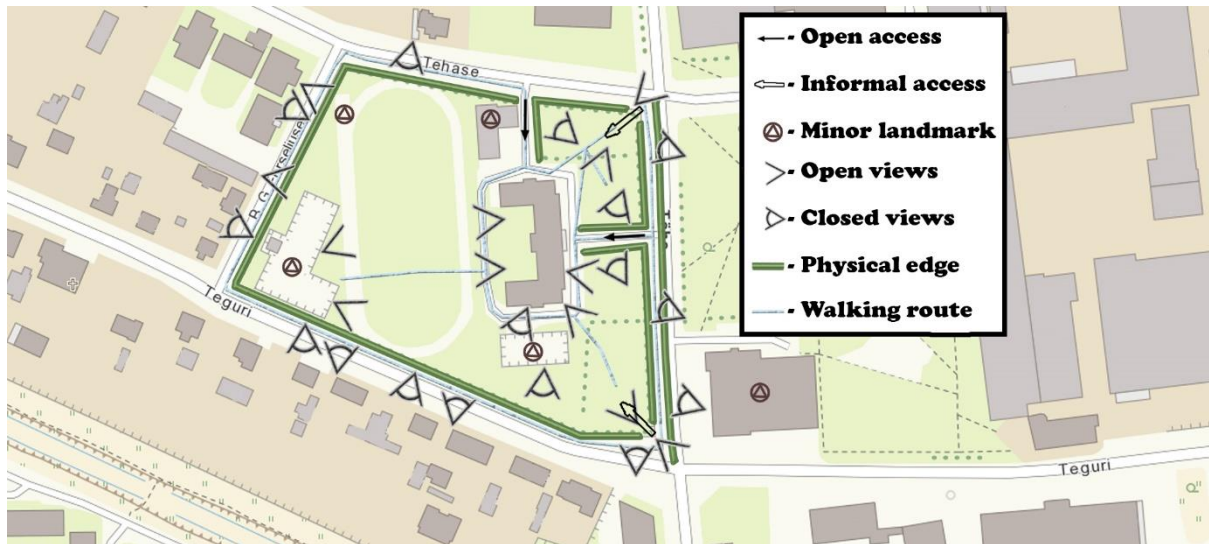 Tehase
- Open access
- Informal access
- Minor landmark
- Open views
- Closed views
- Physical edge
- Walking route
Teguri
Teguri